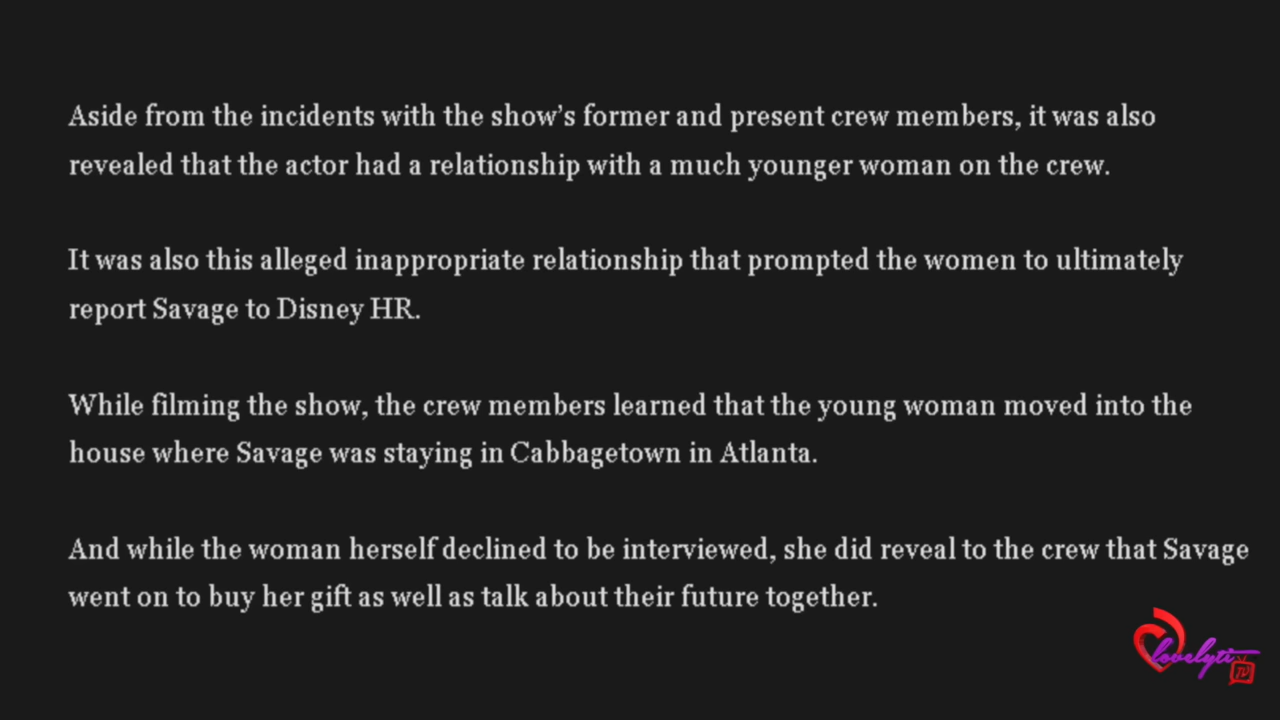 Aside from the incidents with the show’s former and present crew members, it was also
revealed that the actor had a relationship with a much younger woman on the crew.
It was also this alleged inappropriate relationship that prompted the women to ultimately
report Savage to Disney HR.
While filming the show, the crew members learned that the young woman moved into the
house where Savage was staying in Cabbagetown in Atlanta.
And while the woman herself declined to be interviewed, she did reveal to the crew that Savage
went on to buy her gift as well as talk about their future together.
lovelyti
TV